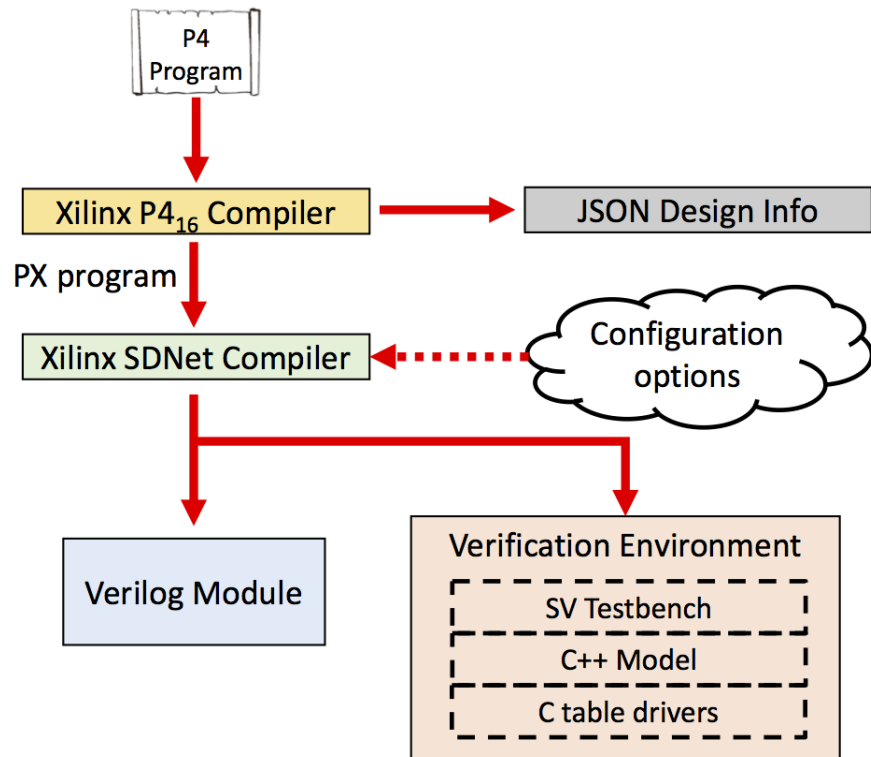 P4
Program
Xilinx P4₁₆ Compiler
JSON Design Info
PX program
Configuration
options
Xilinx SDNet Compiler
Verilog Module
Verification Environment
SV Testbench
C++ Model
C table drivers